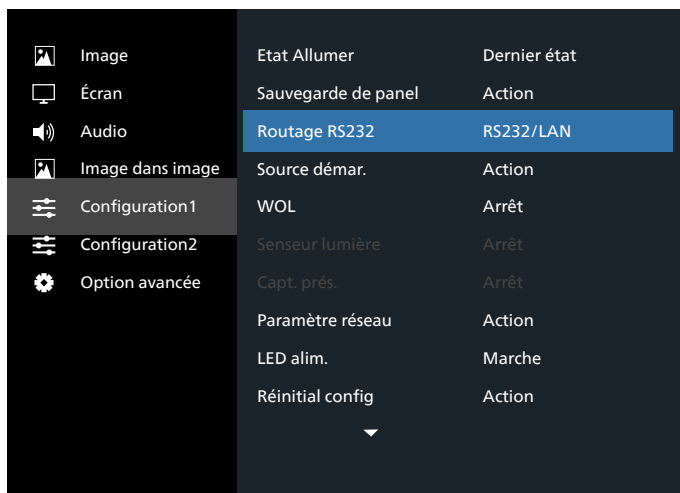 Image
Écran
Audio
Image dans image
Configuration1
Configuration2
Option avancée
Etat Allumer Dernier état
Sauvegarde de panel Action
Routage RS232 RS232/LAN
Source démar. Action
WOL Arrêt
Senseur lumière Arrêt
Capt. prés. Arrêt
Paramètre réseau Action
LED alim. Marche
Réinitial config Action